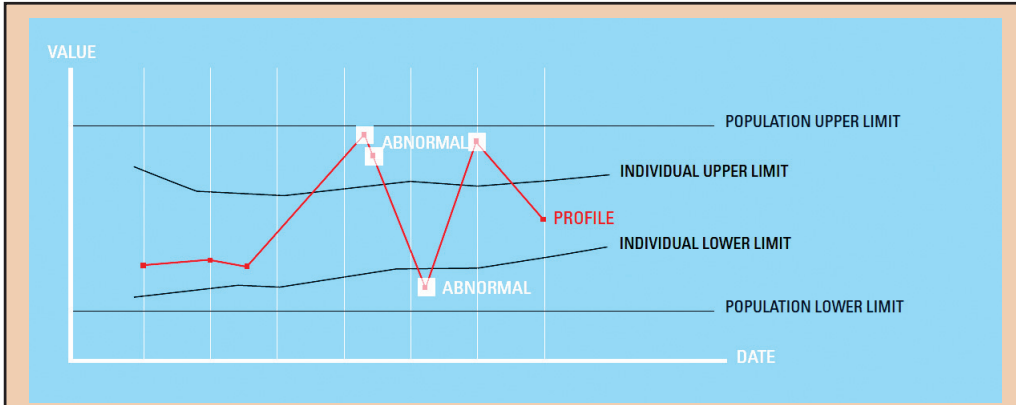 VALUE
POPULATION UPPER LIMIT
ABNORMAL
INDIVIDUAL UPPER LIMIT
PROFILE
INDIVIDUAL LOWER LIMIT
ABNORMAL
POPULATION LOWER LIMIT
DATE